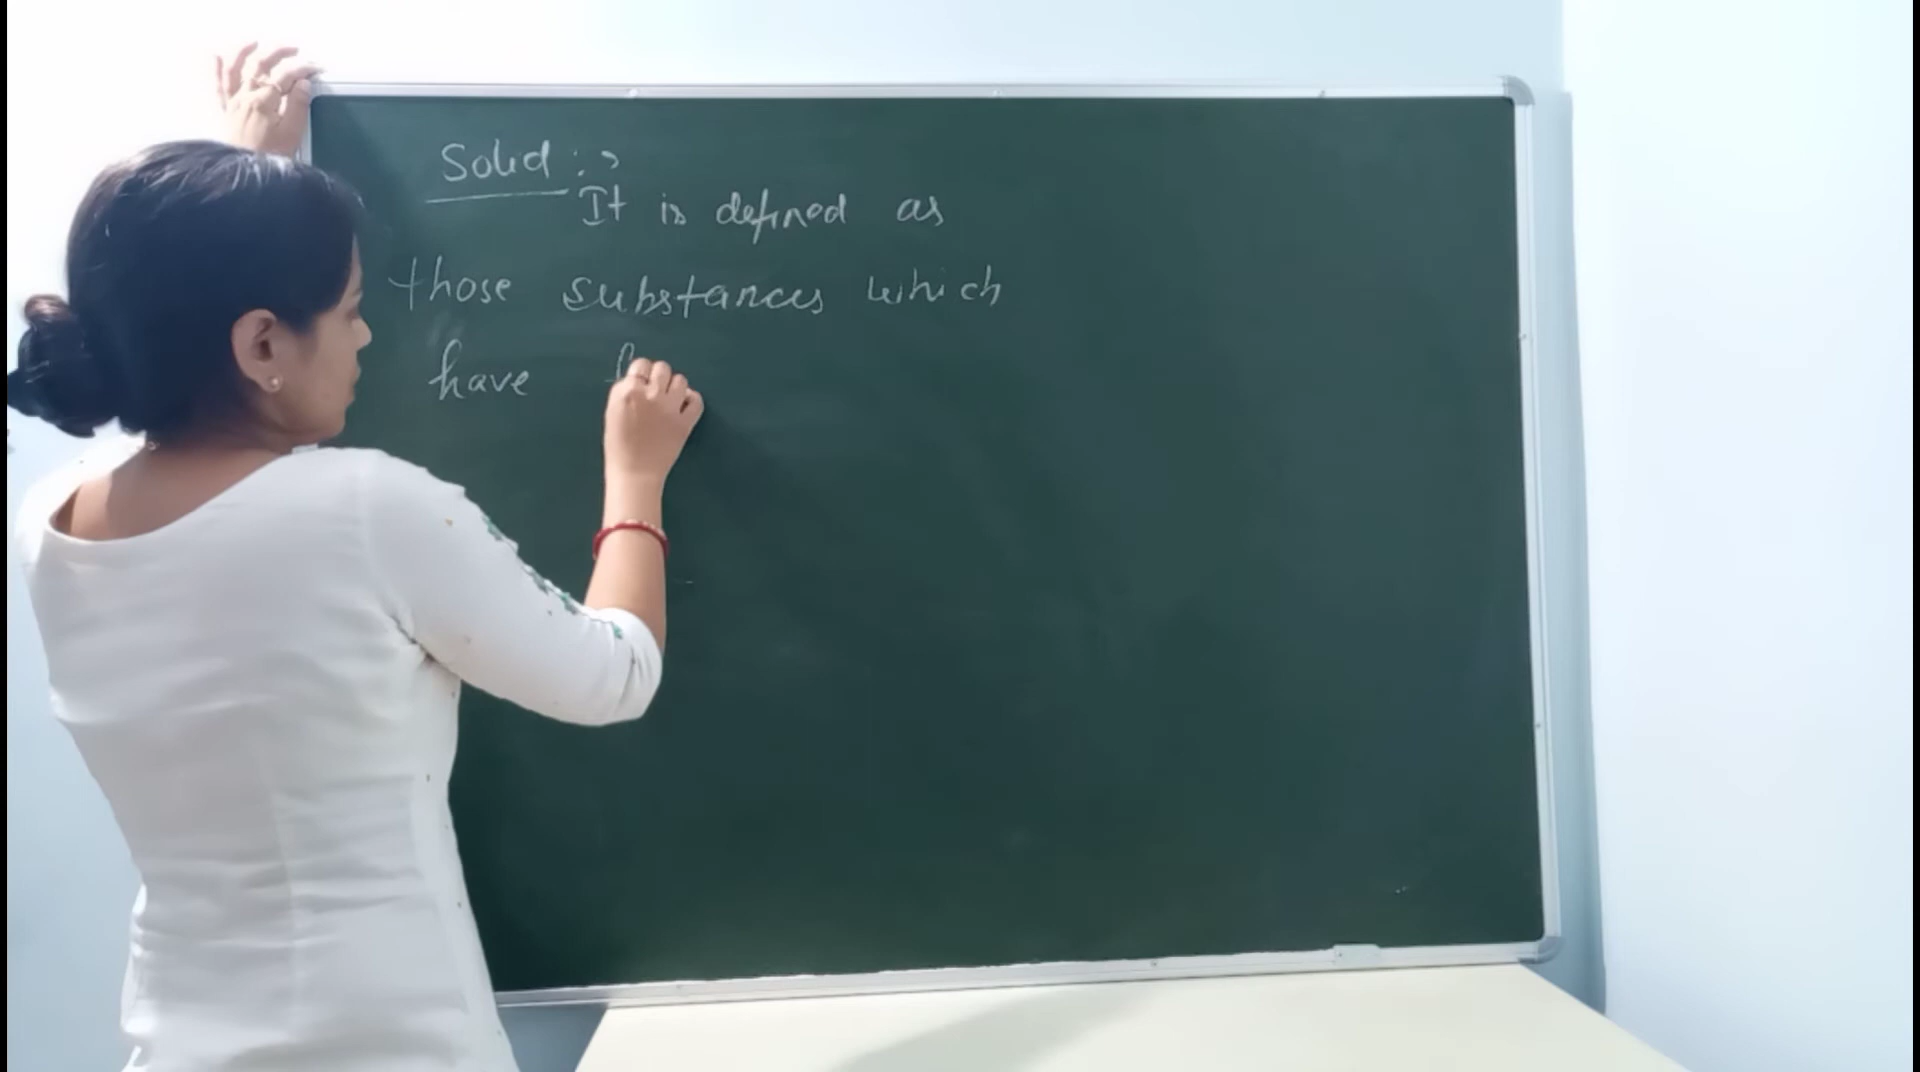 Solid :->
It is defined as
those substances which
have